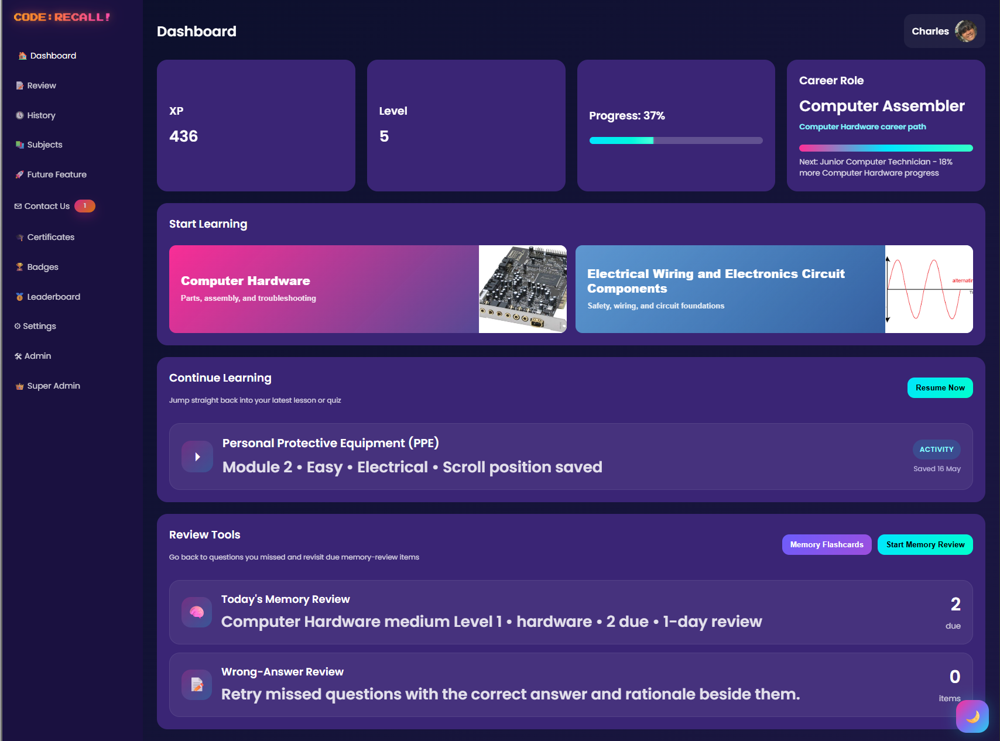 CODE:RECALL!
Dashboard
Review
History
Subjects
Future Feature
Contact Us 1
Certificates
Badges
Leaderboard
Settings
Admin
Super Admin
Dashboard
Charles
XP
436
Level
5
Progress: 37%
Career Role
Computer Assembler
Computer Hardware career path
Next: Junior Computer Technician - 18%
more Computer Hardware progress
Start Learning
Computer Hardware
Parts, assembly, and troubleshooting
Electrical Wiring and Electronics Circuit
Components
Safety, wiring, and circuit foundations
Continue Learning
Jump straight back into your latest lesson or quiz
Resume Now
Personal Protective Equipment (PPE)
Module 2 • Easy • Electrical • Scroll position saved
ACTIVITY
Saved 16 May
Review Tools
Go back to questions you missed and revisit due memory-review items
Memory Flashcards
Start Memory Review
Today's Memory Review
Computer Hardware medium Level 1 • hardware • 2 due • 1-day review
2
due
Wrong-Answer Review
Retry missed questions with the correct answer and rationale beside them.
0
items